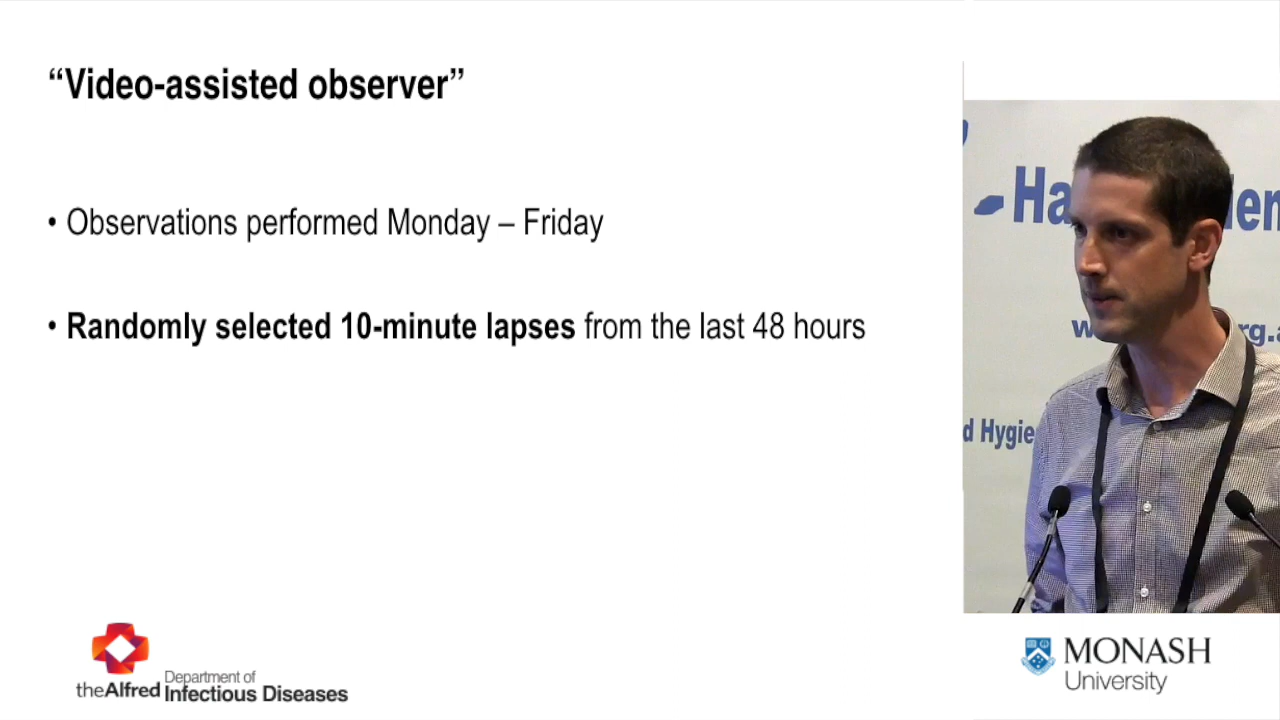 “Video-assisted observer”
• Observations performed Monday – Friday
• Randomly selected 10-minute lapses from the last 48 hours
theAlfred Department of
Infectious Diseases
MONASH
University